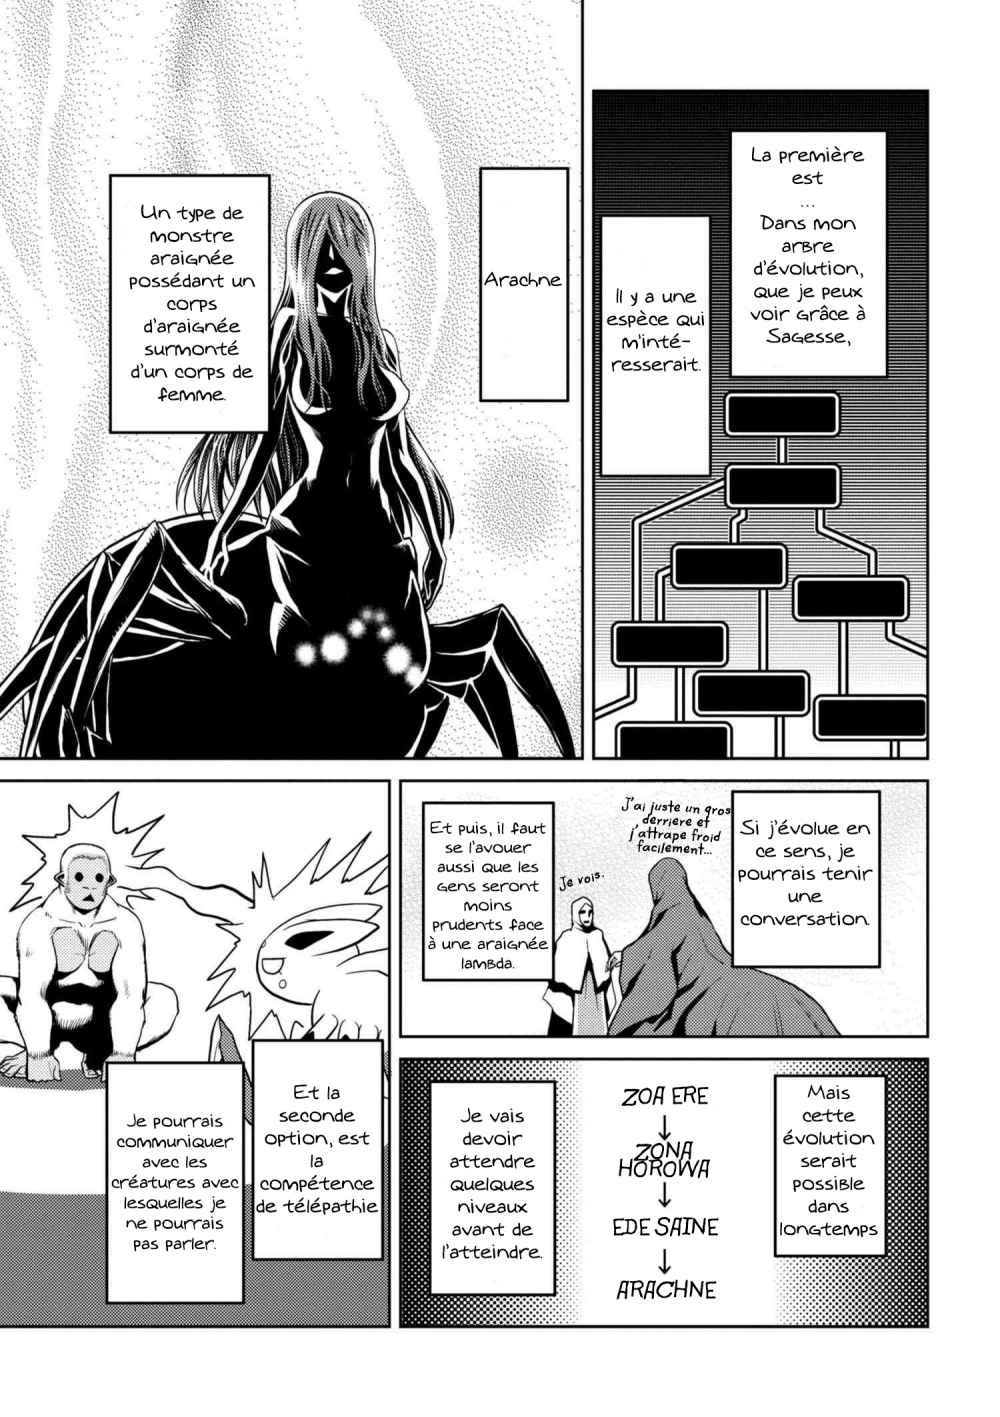 La première
est
...
Dans mon
arbre
d'évolution,
que je peux
voir grâce à
Sagesse,
Il y a une
espèce qui
m'inté-
resserait.
Arachne
Un type de
monstre
araignée
possédant un
corps
d'araignée
surmonté
d'un corps de
femme.
Si j'évolue en
ce sens, je
pourrais tenir
une
conversation.
J'ai juste un gros
derriere et
j'attrape froid
facilement...
Je vois.
Et puis, il faut
se l'avouer
aussi que les
gens seront
moins
prudents face
à une araignée
lambda.
Mais
cette
évolution
serait
possible
dans
longtemps
ZOA ERE
↓
ZONA
HOROWA
↓
EDE SAINE
↓
ARACHNE
Je vais
devoir
attendre
quelques
niveaux
avant de
l'atteindre.
Et la
seconde
option, est
la
compétence
de télépathie
Je pourrais
communiquer
avec les
créatures avec
lesquelles je
ne pourrais
pas parler.